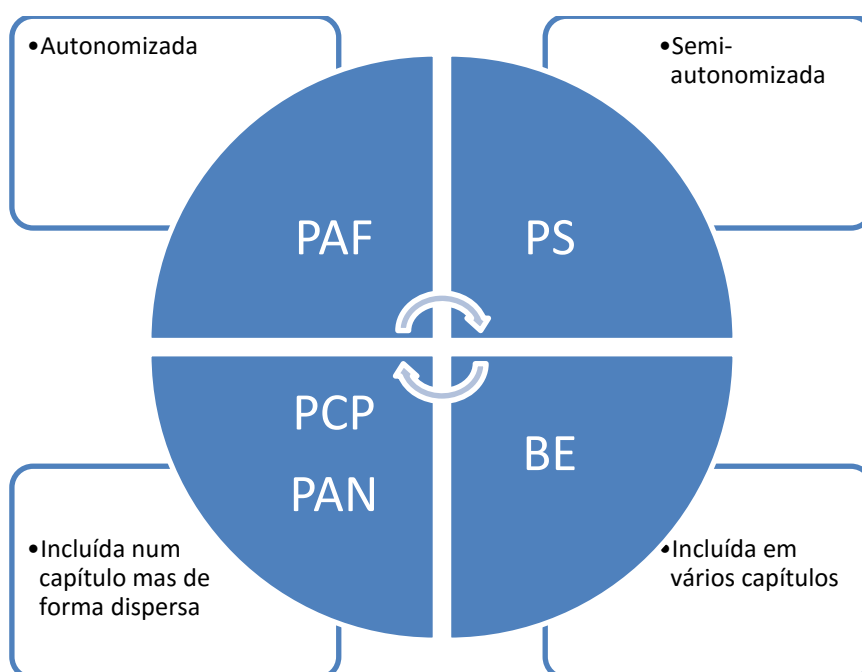 •Autonomizada
•Semi-
autonomizada
PAF
PS
PCP
PAN
BE
•Incluída num
capítulo mas de
forma dispersa
•Incluída em
vários capítulos